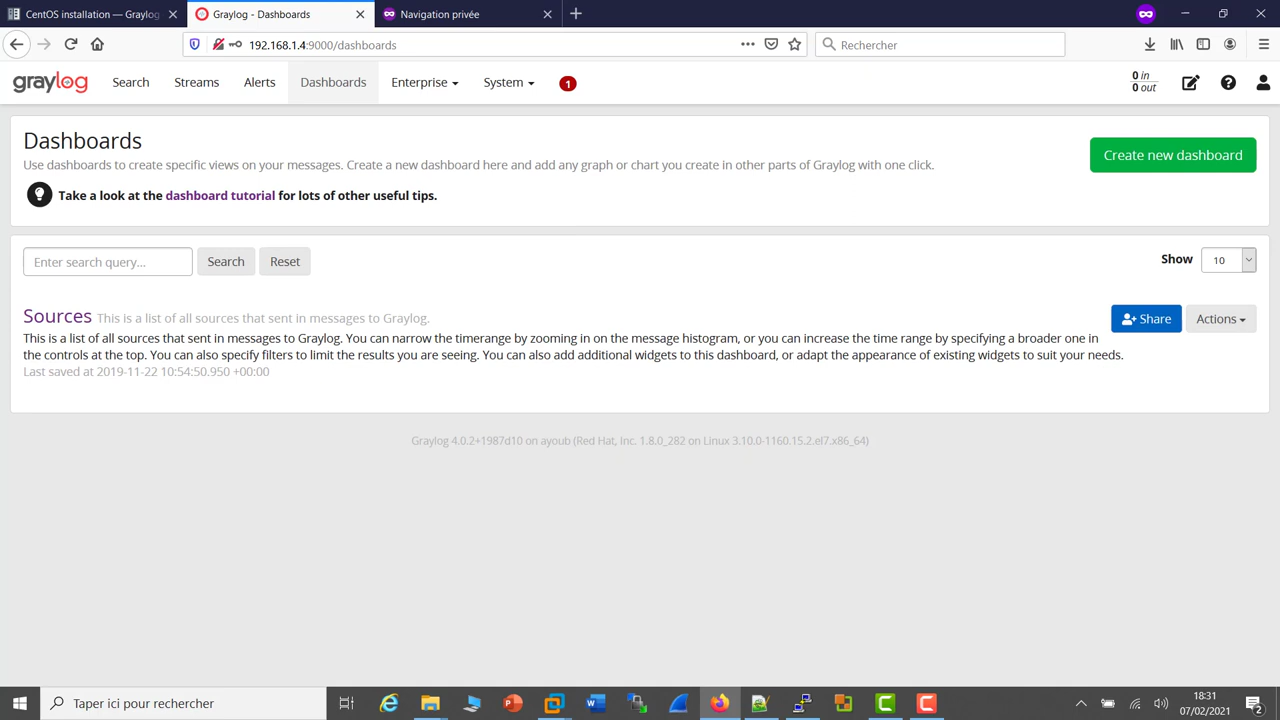 CentOS installation — Graylog
Graylog - Dashboards
Navigation privée
192.168.1.4:9000/dashboards
Rechercher
graylog
Search
Streams
Alerts
Dashboards
Enterprise
System
1
0 in
0 out
Dashboards
Use dashboards to create specific views on your messages. Create a new dashboard here and add any graph or chart you create in other parts of Graylog with one click.
Create new dashboard
Take a look at the dashboard tutorial for lots of other useful tips.
Enter search query...
Search
Reset
Show
10
Sources This is a list of all sources that sent in messages to Graylog.
Share
Actions
This is a list of all sources that sent in messages to Graylog. You can narrow the timerange by zooming in on the message histogram, or you can increase the time range by specifying a broader one in
the controls at the top. You can also specify filters to limit the results you are seeing. You can also add additional widgets to this dashboard, or adapt the appearance of existing widgets to suit your needs.
Last saved at 2019-11-22 10:54:50.950 +00:00
Graylog 4.0.2+1987d10 on ayoub (Red Hat, Inc. 1.8.0_282 on Linux 3.10.0-1160.15.2.el7.x86_64)
Taper ici pour rechercher
18:31
07/02/2021
2